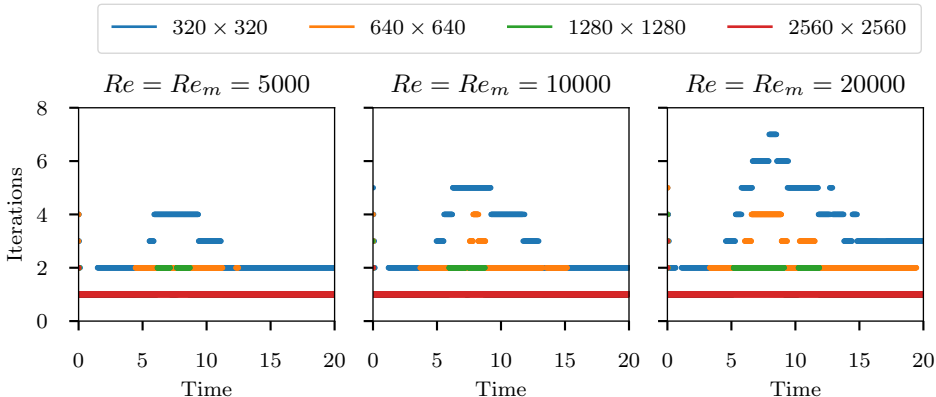 320 × 320 640 × 640 1280 × 1280 2560 × 2560
Re = Re_m = 5000 Re = Re_m = 10000 Re = Re_m = 20000
8
6
4
2
0
Iterations
0 5 10 15 20 0 5 10 15 20 0 5 10 15 20
Time Time Time